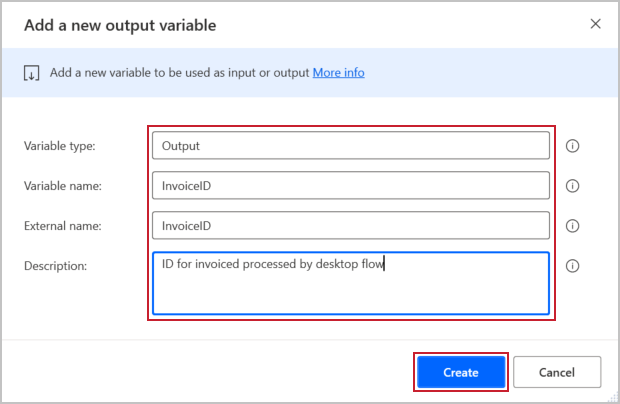 Add a new output variable
Add a new variable to be used as input or output More info
Variable type: Output
Variable name: InvoiceID
External name: InvoiceID
Description: ID for invoiced processed by desktop flow
Create Cancel